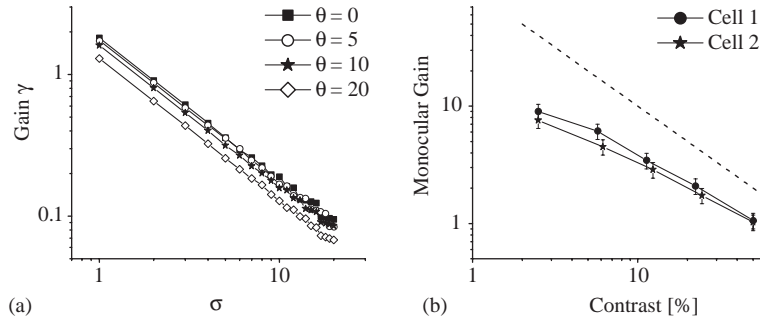 θ = 0
θ = 5
θ = 10
θ = 20
1
0.1
Gain γ
1
10
σ
(a)
Cell 1
Cell 2
10
1
Monocular Gain
1
10
Contrast [%]
(b)